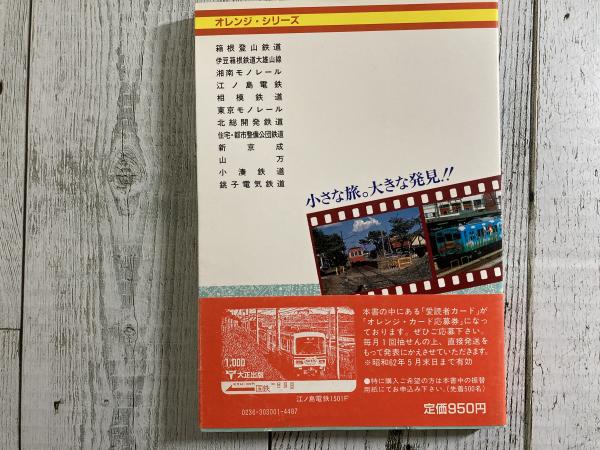 オレンジ・シリーズ
箱根登山鉄道
伊豆箱根鉄道大雄山線
湘南モノレール
江ノ島電鉄
相模鉄道
東京モノレール
北総開発鉄道
住宅・都市整備公団鉄道
新京成
山万
小湊鉄道
銚子電気鉄道
小さな旅。大きな発見!!
本書の中にある「愛読者カード」が
「オレンジ・カード応募券」になっ
ております。ぜひご応募下さい。
毎月1回抽せんの上、直接発送を
もって発表にかえさせていただきます。
※昭和62年5月末日まで有効
●特に購入ご希望の方は本書中の振替
用紙にてお申込み下さい。(先着500名)
定価950円
1,000
大正出版
国鉄
江ノ島電鉄1501F
0236-303001-4487